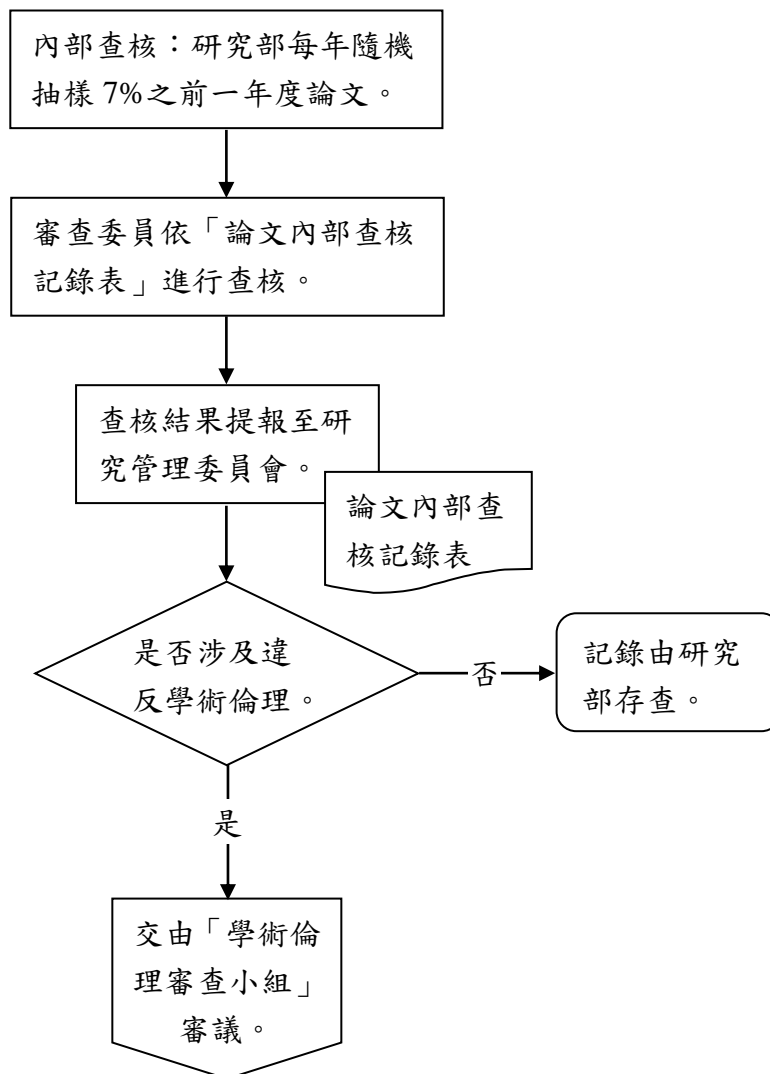 內部查核：研究部每年隨機
抽樣 7%之前一年度論文。
審查委員依「論文內部查核
記錄表」進行查核。
查核結果提報至研
究管理委員會。
論文內部查
核記錄表
是否涉及違
反學術倫理。
否
記錄由研究
部存查。
是
交由「學術倫
理審查小組」
審議。